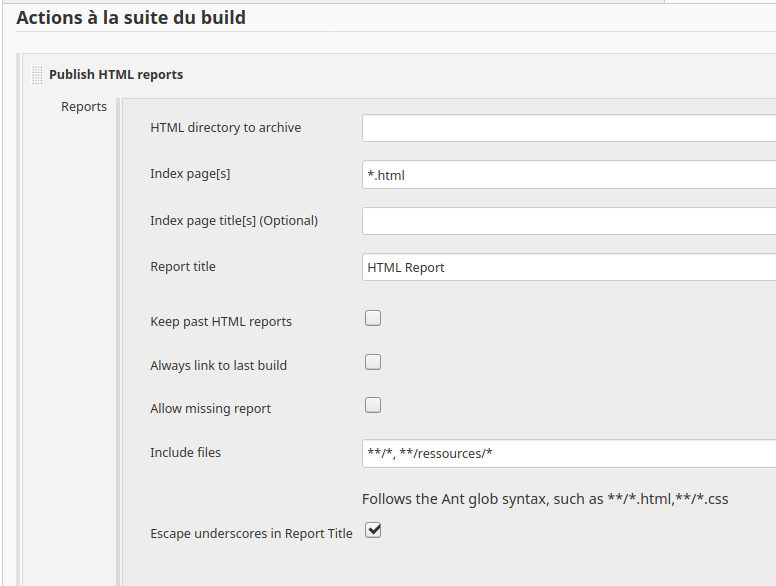 Actions à la suite du build
Publish HTML reports
Reports
HTML directory to archive
Index page[s]
*.html
Index page title[s] (Optional)
Report title
HTML Report
Keep past HTML reports
Always link to last build
Allow missing report
Include files
**/*, **/ressources/*
Follows the Ant glob syntax, such as **/*.html,**/*.css
Escape underscores in Report Title